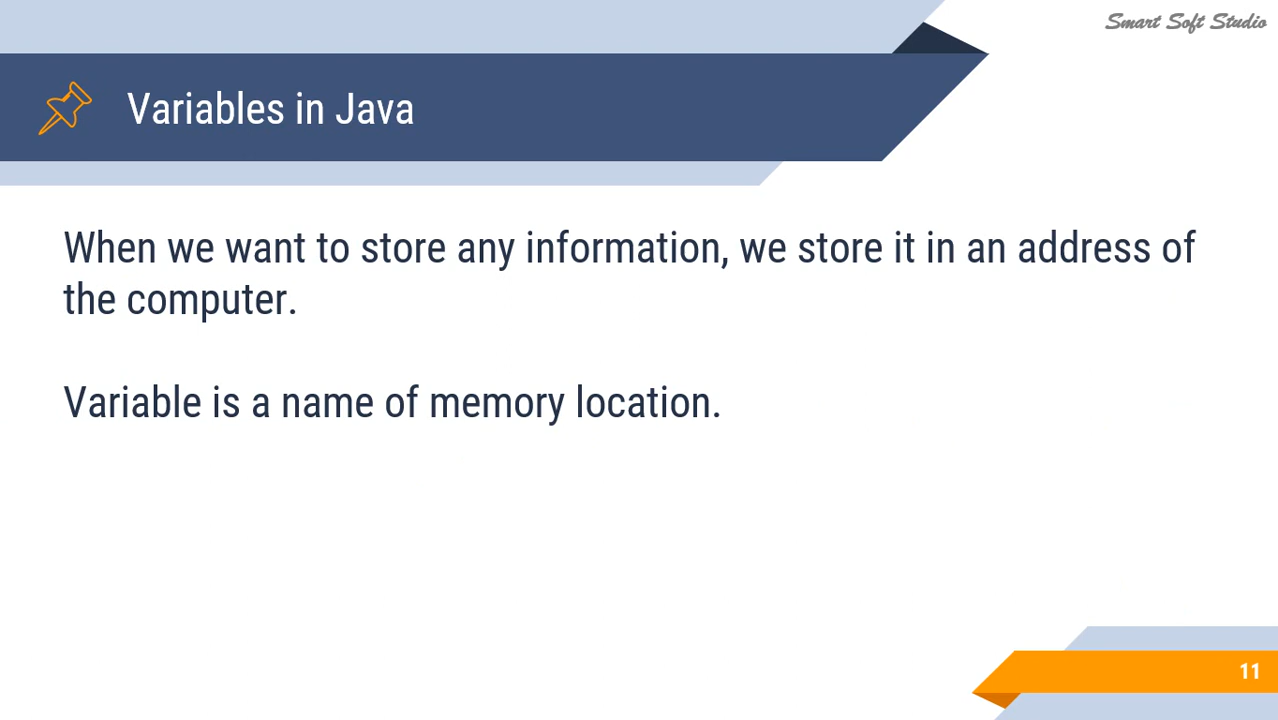 Smart Soft Studio
Variables in Java
When we want to store any information, we store it in an address of
the computer.
Variable is a name of memory location.
11